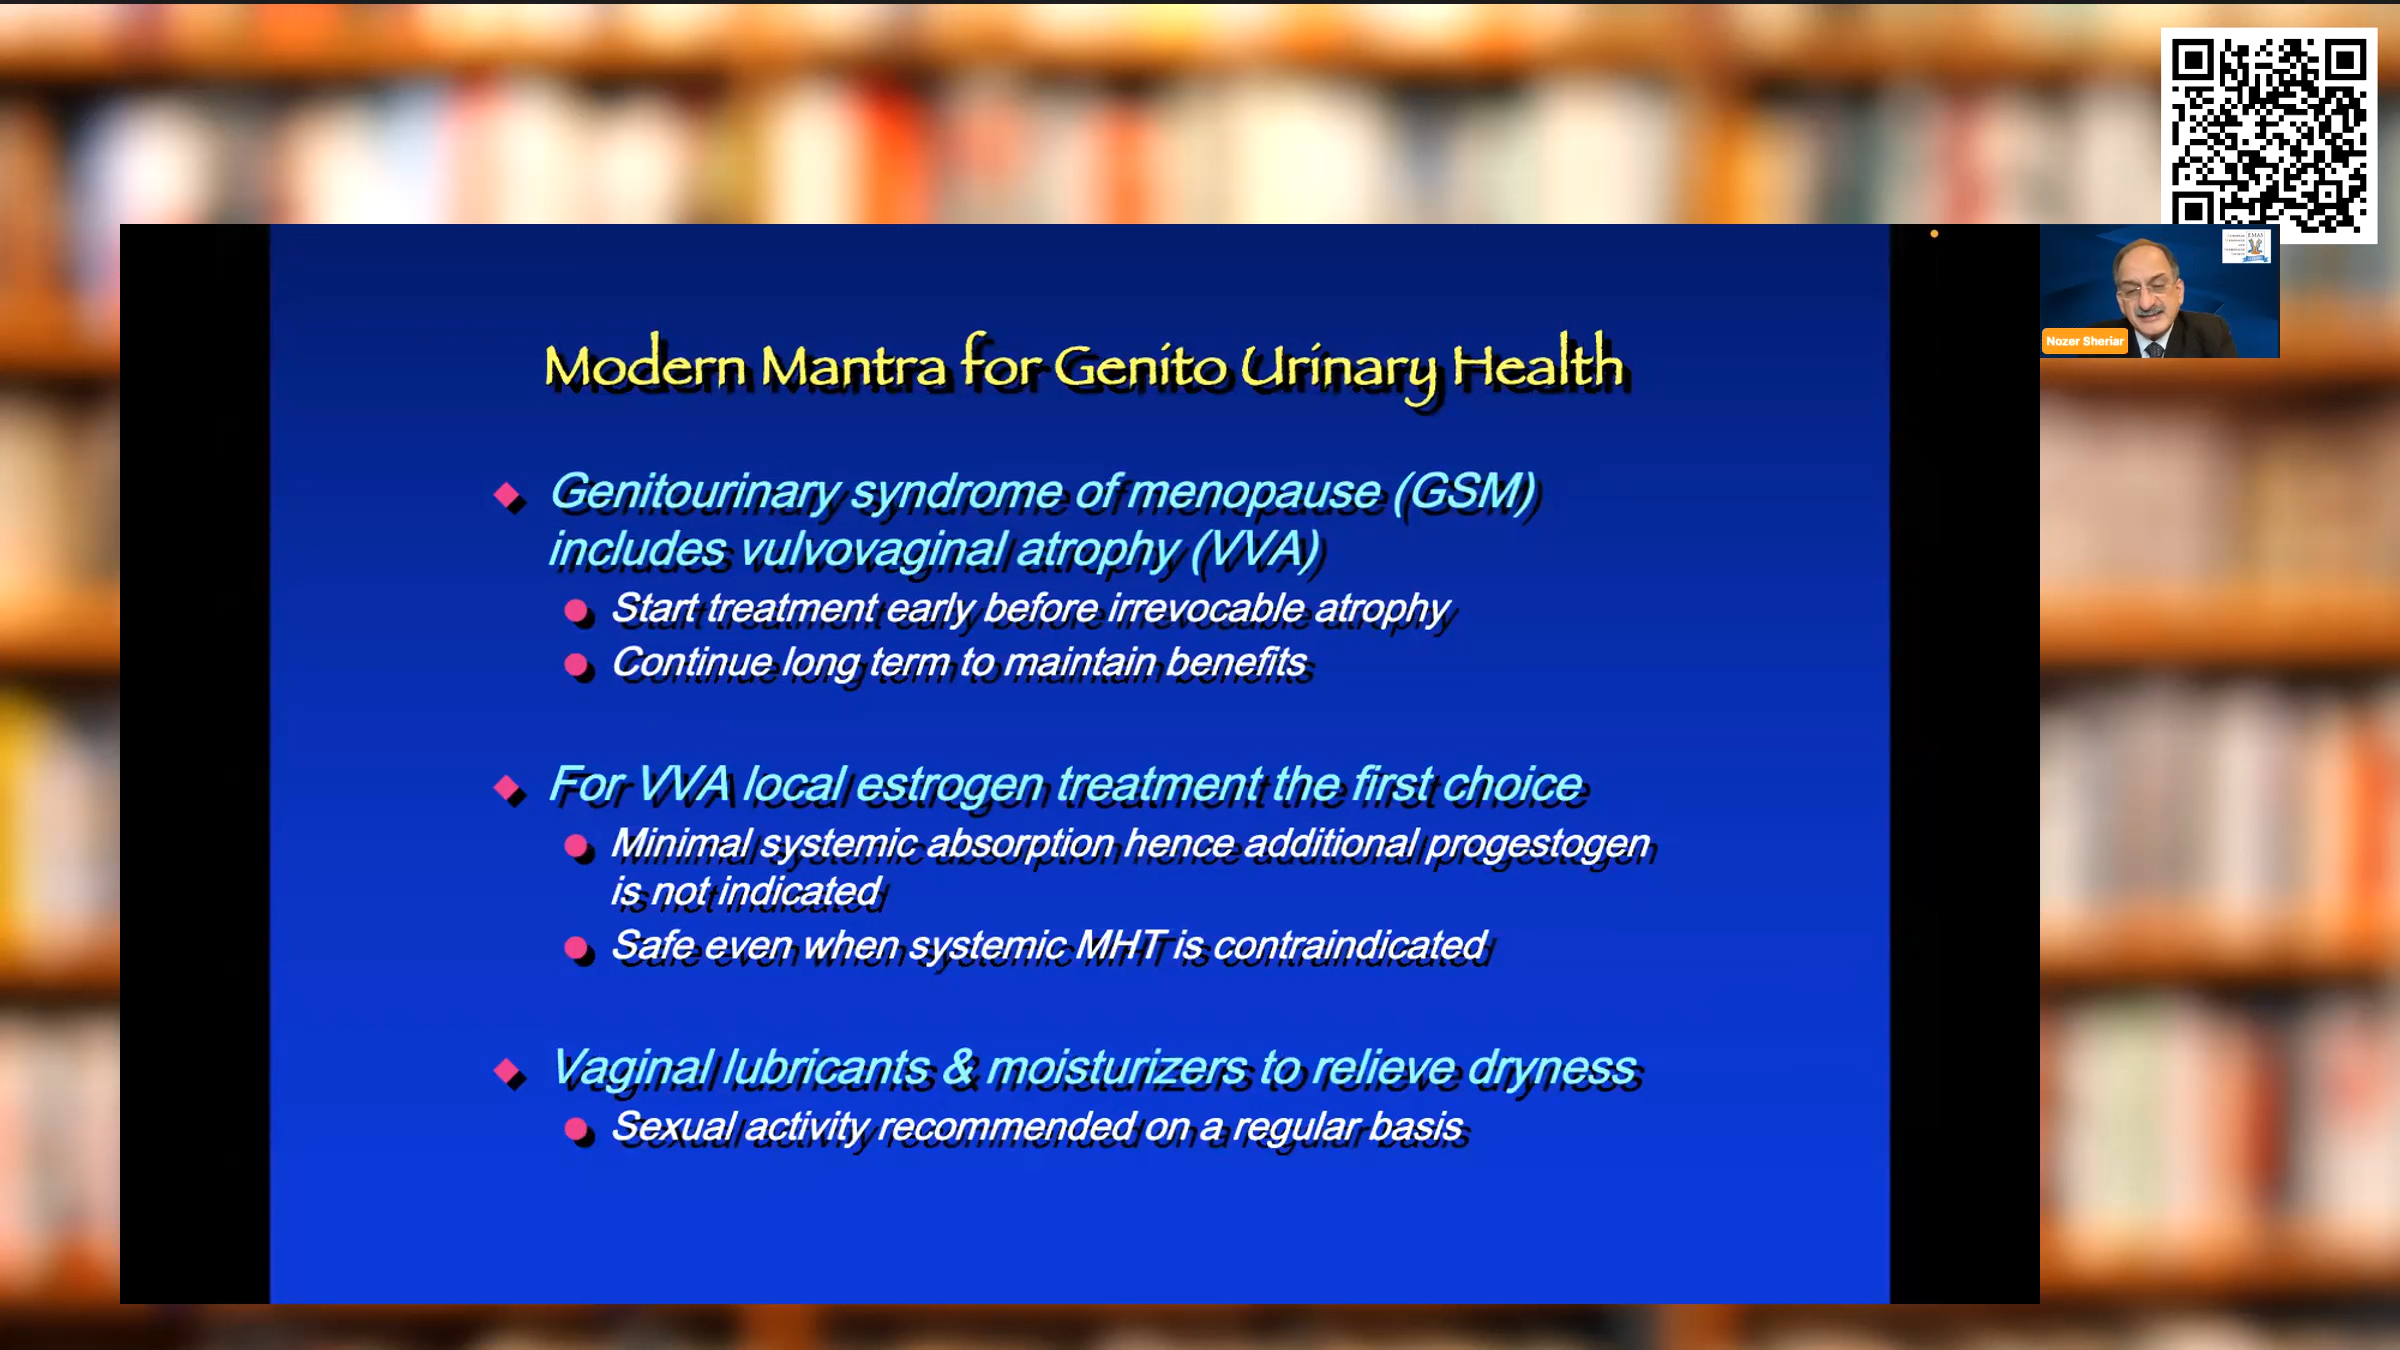 Modern Mantra for Genito Urinary Health
Genitourinary syndrome of menopause (GSM)
includes vulvovaginal atrophy (VVA)
Start treatment early before irrevocable atrophy
Continue long term to maintain benefits
For VVA local estrogen treatment the first choice
Minimal systemic absorption hence additional progestogen
is not indicated
Safe even when systemic MHT is contraindicated
Vaginal lubricants & moisturizers to relieve dryness
Sexual activity recommended on a regular basis
EMAS
Nozer Sheriar